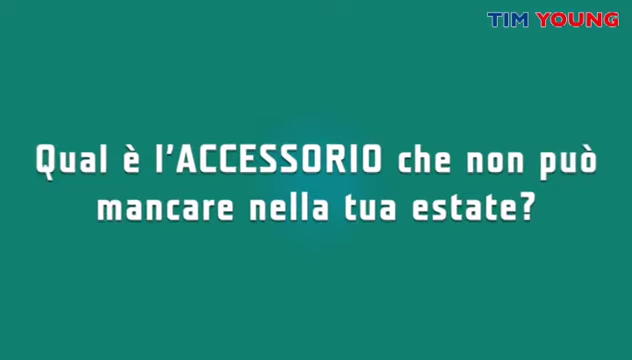 TIM YOUNG
Qual è l'ACCESSORIO che non può
mancare nella tua estate?